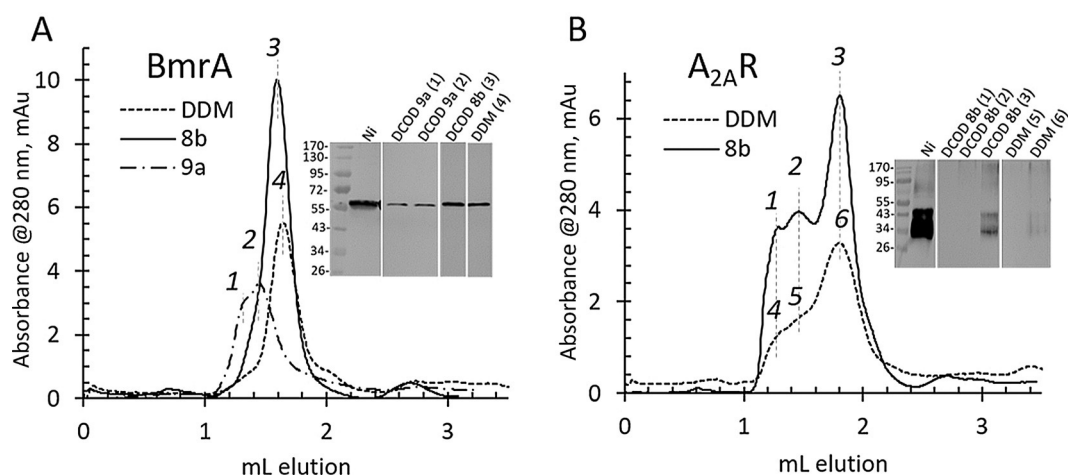 A
BmrA
DDM
8b
9a
Absorbance @280 nm, mAu
10
8
6
4
2
0
0
1
2
3
mL elution
1
2
3
4
Ni
DCOD 9a (1)
DCOD 9a (2)
DCOD 8b (3)
DDM (4)
170-
130-
95-
72-
55-
43-
34-
26-
B
A2AR
DDM
8b
Absorbance @280 nm, mAu
6
4
2
0
0
1
2
3
mL elution
1
2
3
4
5
6
Ni
DCOD 8b (1)
DCOD 8b (2)
DCOD 8b (3)
DDM (5)
DDM (6)
170-
95-
55-
43-
34-
26-